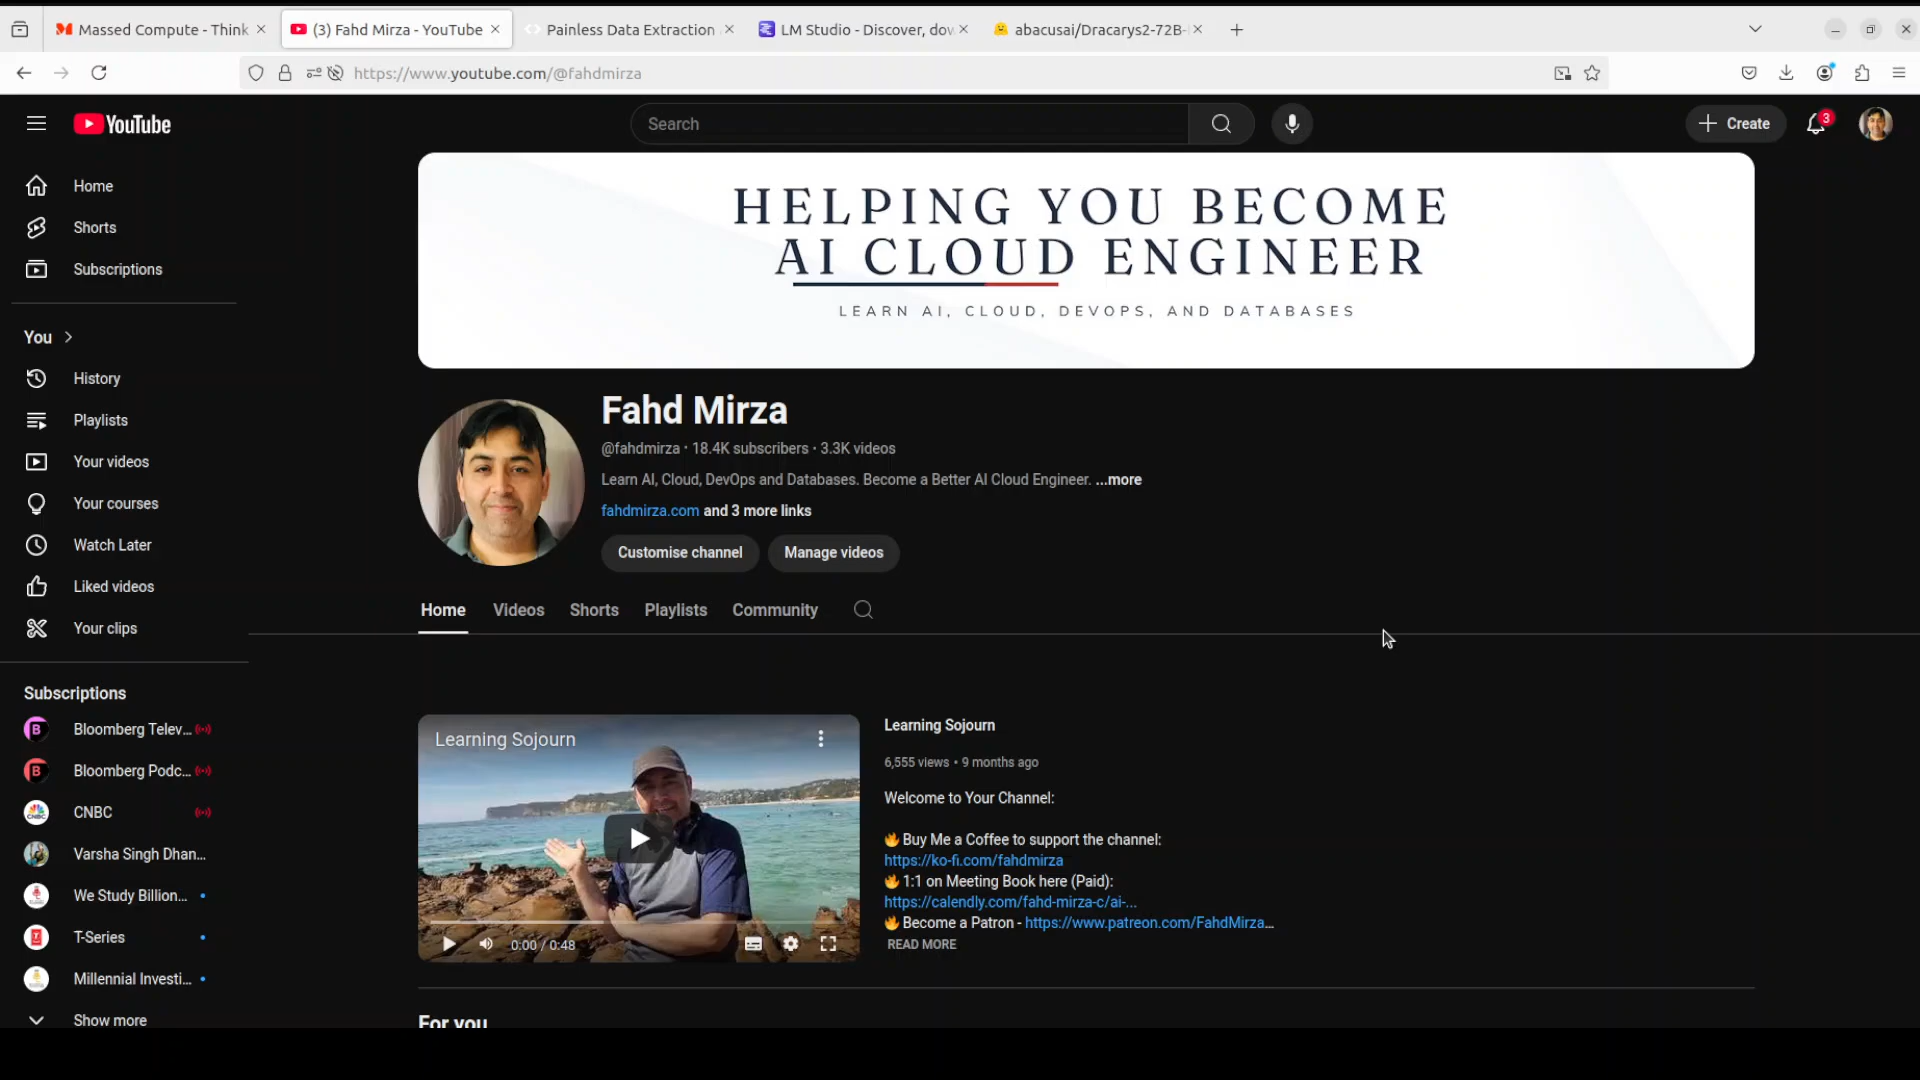 Massed Compute - Think
(3) Fahd Mirza - YouTube
Painless Data Extraction
LM Studio - Discover, dow
abacusai/Dracarys2-72B-
https://www.youtube.com/@fahdmirza
YouTube
Search
Create
3
Home
Shorts
Subscriptions
You
History
Playlists
Your videos
Your courses
Watch Later
Liked videos
Your clips
Subscriptions
Bloomberg Telev...
Bloomberg Podc...
CNBC
Varsha Singh Dhan...
We Study Billion...
T-Series
Millennial Investi...
Show more
HELPING YOU BECOME
AI CLOUD ENGINEER
LEARN AI, CLOUD, DEVOPS, AND DATABASES
Fahd Mirza
@fahdmirza · 18.4K subscribers · 3.3K videos
Learn AI, Cloud, DevOps and Databases. Become a Better AI Cloud Engineer. ...more
fahdmirza.com and 3 more links
Customise channel
Manage videos
Home
Videos
Shorts
Playlists
Community
Learning Sojourn
0:00 / 0:48
Learning Sojourn
6,555 views • 9 months ago
Welcome to Your Channel:
🔥 Buy Me a Coffee to support the channel:
https://ko-fi.com/fahdmirza
🔥 1:1 on Meeting Book here (Paid):
https://calendly.com/fahd-mirza-c/ai-...
🔥 Become a Patron - https://www.patreon.com/FahdMirza...
READ MORE
For you